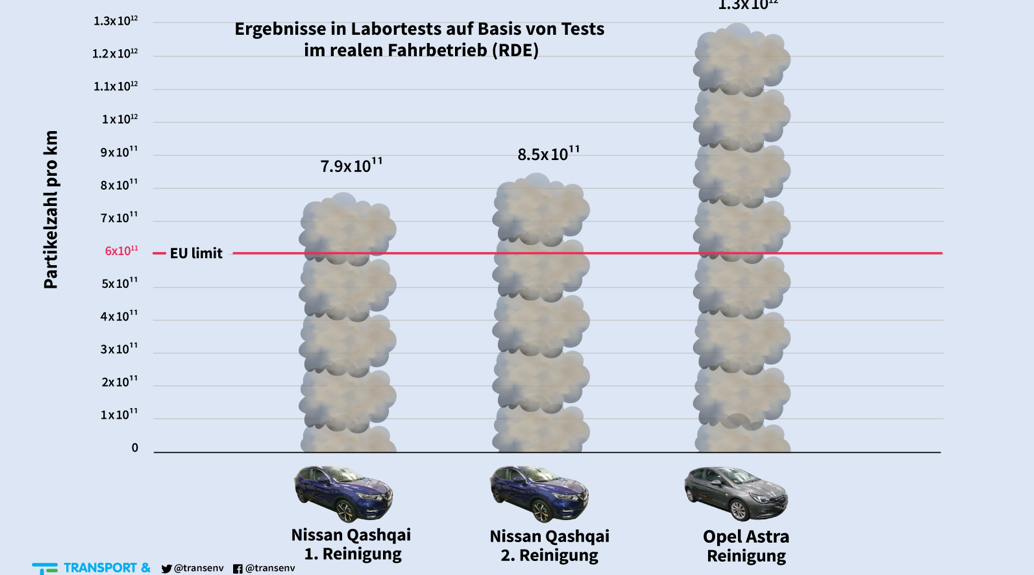 1.3x10¹²
Ergebnisse in Labortests auf Basis von Tests
im realen Fahrbetrieb (RDE)
Partikelzahl pro km
1.3x10¹²
1.2x10¹²
1.1x10¹²
1x10¹²
9x10¹¹
8x10¹¹
7x10¹¹
6x10¹¹
5x10¹¹
4x10¹¹
3x10¹¹
2x10¹¹
1x10¹¹
0
EU limit
7.9x10¹¹
8.5x10¹¹
Nissan Qashqai
1. Reinigung
Nissan Qashqai
2. Reinigung
Opel Astra
Reinigung
TRANSPORT & @transenv @transenv